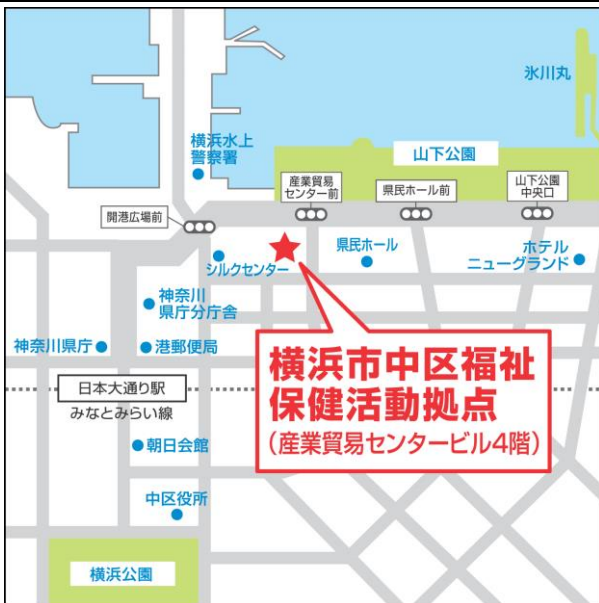 氷川丸
横浜水上
警察署
山下公園
産業貿易
センター前
県民ホール前
山下公園
中央口
開港広場前
シルクセンター
県民ホール
ホテル
ニューグランド
神奈川
県庁分庁舎
神奈川県庁
港郵便局
横浜市中区福祉
保健活動拠点
(産業貿易センタービル4階)
日本大通り駅
みなとみらい線
朝日会館
中区役所
横浜公園